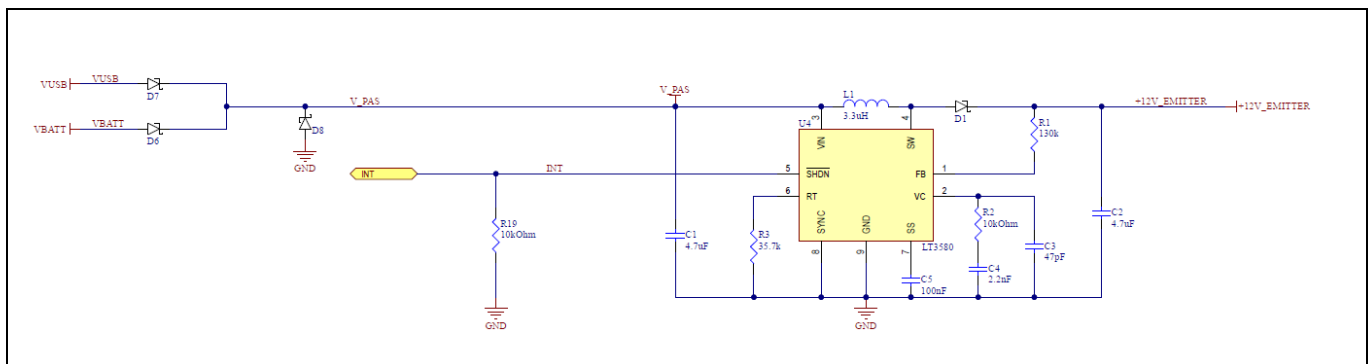 VUSB
VUSB
D7
VBATT
VBATT
D6
V_PAS
D8
GND
INT
INT
R19
10kOhm
GND
V_PAS
C1
4.7uF
R3
35.7k
U4
L1
3.3uH
3
4
VIN
SW
5
SHDN
6
RT
FB
1
VC
2
SYNC
GND
SS
8
9
7
LT3580
C5
100nF
GND
D1
R1
130k
R2
10kOhm
C4
2.2nF
C3
47pF
C2
4.7uF
+12V_EMITTER
+12V_EMITTER